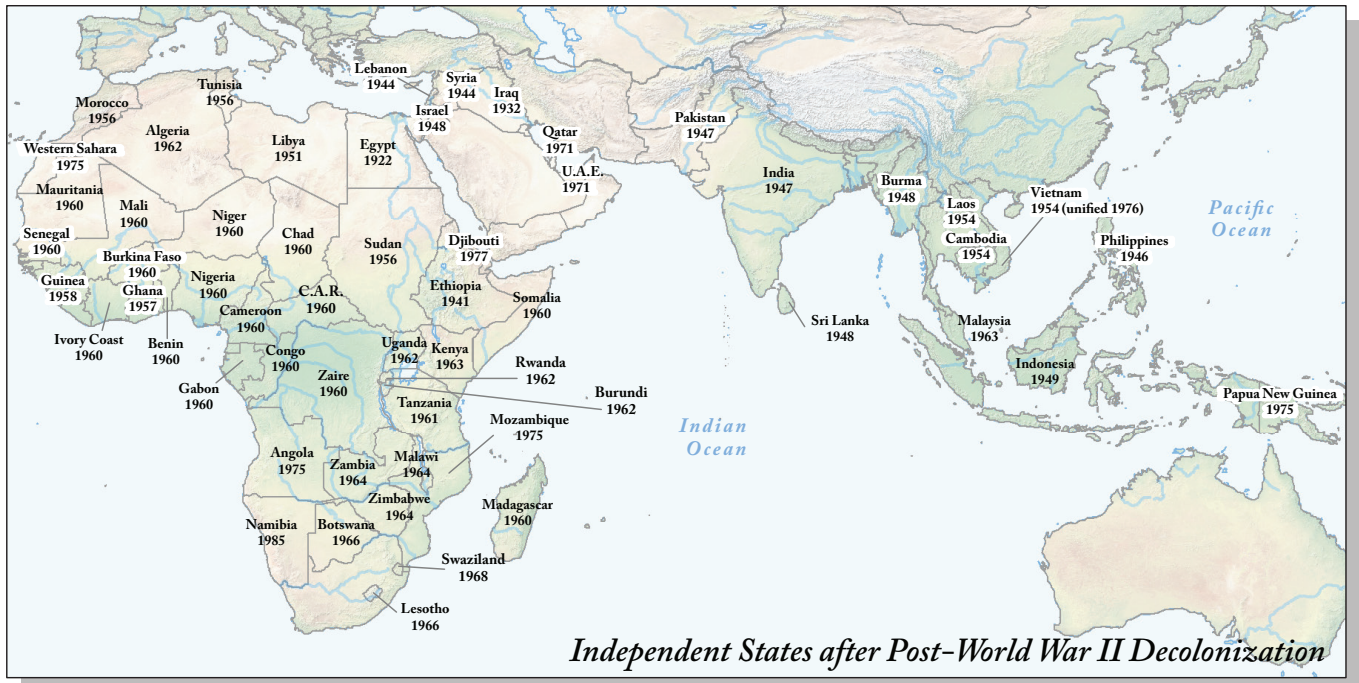 Lebanon
1944
Syria
1944
Iraq
1932
Tunisia
1956
Morocco
1956
Israel
1948
Pakistan
1947
Algeria
1962
Libya
1951
Egypt
1922
Qatar
1971
Western Sahara
1975
U.A.E.
1971
India
1947
Burma
1948
Mauritania
1960
Mali
1960
Niger
1960
Laos
1954
Vietnam
1954 (unified 1976)
Pacific
Ocean
Senegal
1960
Chad
1960
Sudan
1956
Djibouti
1977
Cambodia
1954
Philippines
1946
Burkina Faso
1960
Guinea
1958
Ghana
1957
Nigeria
1960
C.A.R.
1960
Ethiopia
1941
Somalia
1960
Cameroon
1960
Sri Lanka
1948
Malaysia
1963
Ivory Coast
1960
Benin
1960
Congo
1960
Uganda
1962
Kenya
1963
Rwanda
1962
Indonesia
1949
Gabon
1960
Zaire
1960
Burundi
1962
Papua New Guinea
1975
Tanzania
1961
Mozambique
1975
Indian
Ocean
Angola
1975
Zambia
1964
Malawi
1964
Zimbabwe
1964
Madagascar
1960
Namibia
1985
Botswana
1966
Swaziland
1968
Lesotho
1966
Independent States after Post-World War II Decolonization